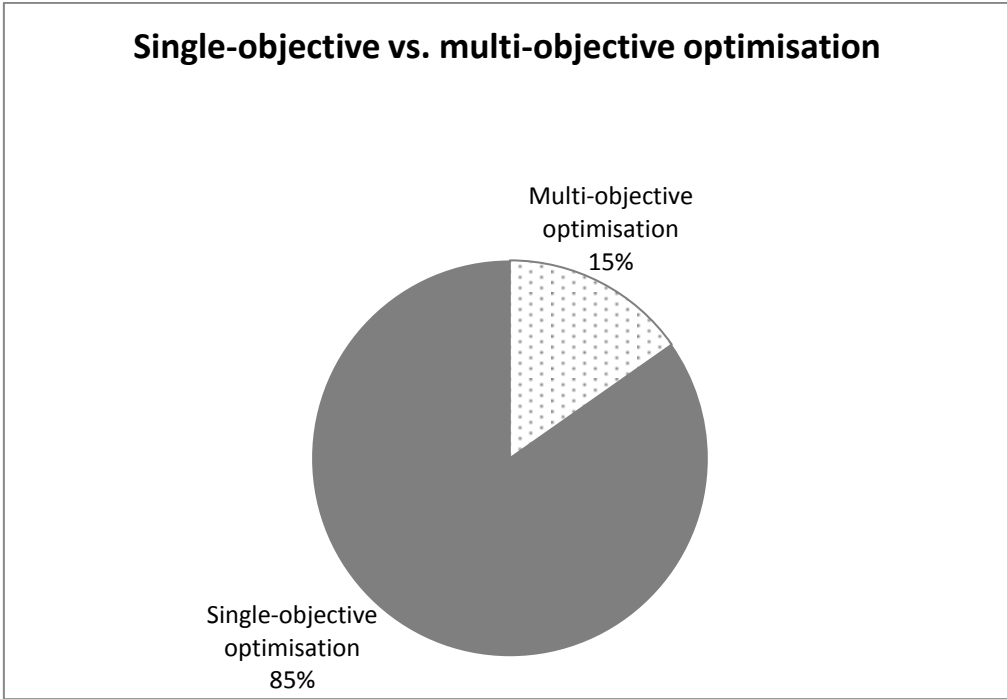 Single-objective vs. multi-objective optimisation
Multi-objective
optimisation
15%
Single-objective
optimisation
85%